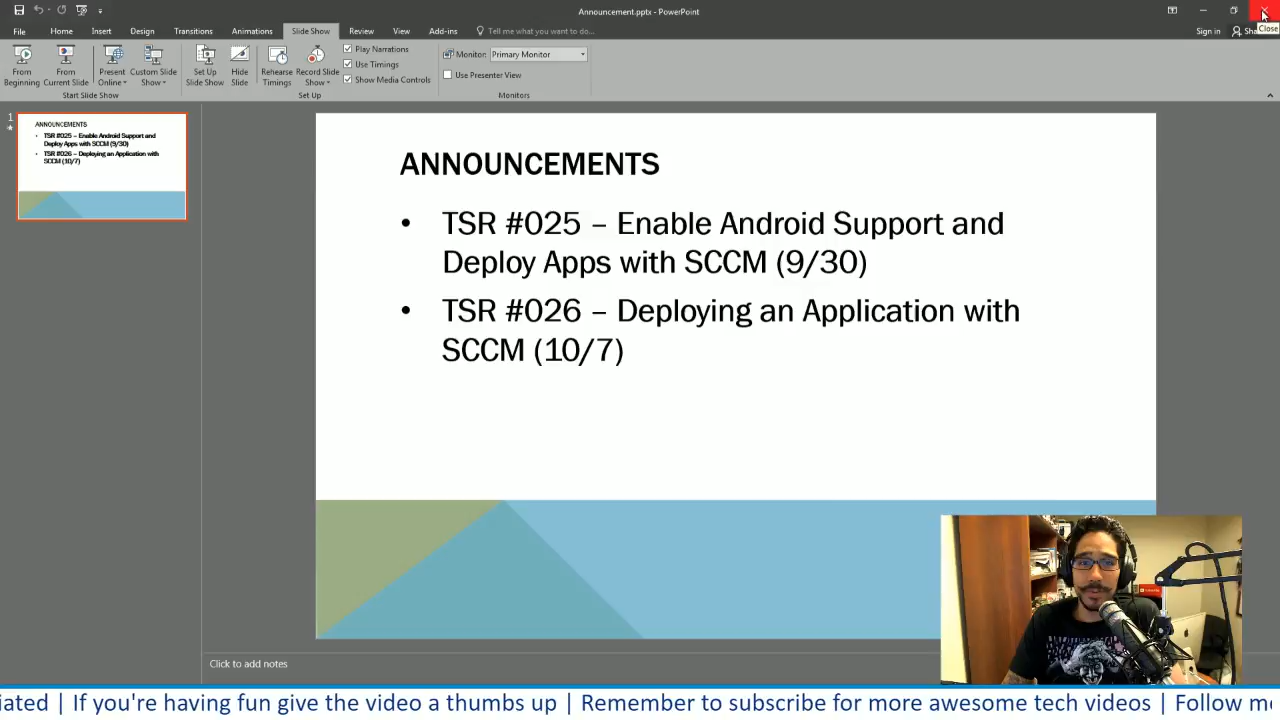 Announcement.pptx - PowerPoint
Close
File Home Insert Design Transitions Animations Slide Show Review View Add-ins Tell me what you want to do... Sign in
From Beginning
From Current Slide
Present Online
Custom Slide Show
Start Slide Show
Set Up Slide Show
Hide Slide
Rehearse Timings
Record Slide Show
Play Narrations
Use Timings
Show Media Controls
Set Up
Monitor: Primary Monitor
Use Presenter View
Monitors
1
ANNOUNCEMENTS
• TSR #025 – Enable Android Support and
Deploy Apps with SCCM (9/30)
• TSR #026 – Deploying an Application with
SCCM (10/7)
ANNOUNCEMENTS
• TSR #025 – Enable Android Support and
Deploy Apps with SCCM (9/30)
• TSR #026 – Deploying an Application with
SCCM (10/7)
Click to add notes
iated | If you're having fun give the video a thumbs up | Remember to subscribe for more awesome tech videos | Follow me